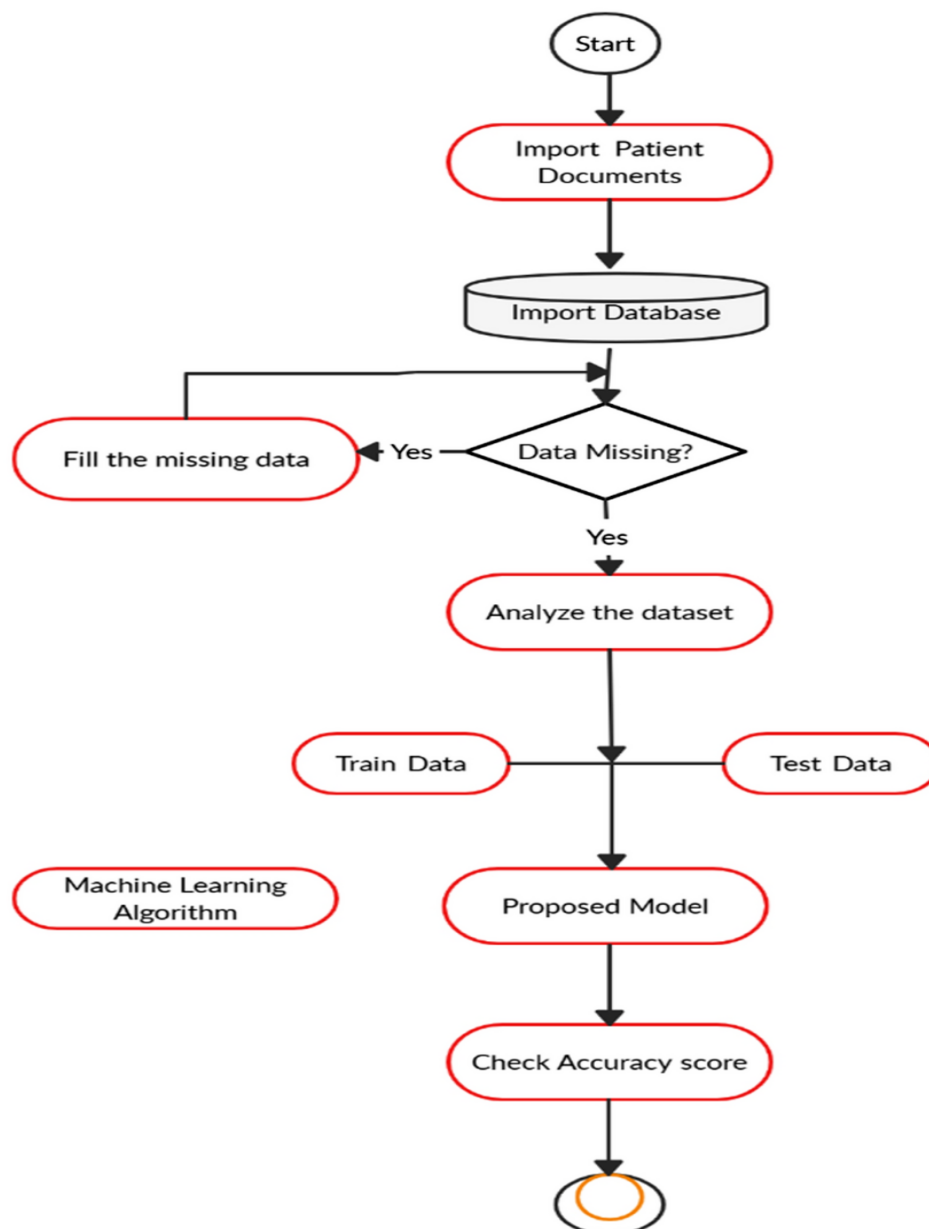 Start
Import Patient
Documents
Import Database
Fill the missing data
Yes
Data Missing?
Yes
Analyze the dataset
Train Data
Test Data
Machine Learning
Algorithm
Proposed Model
Check Accuracy score